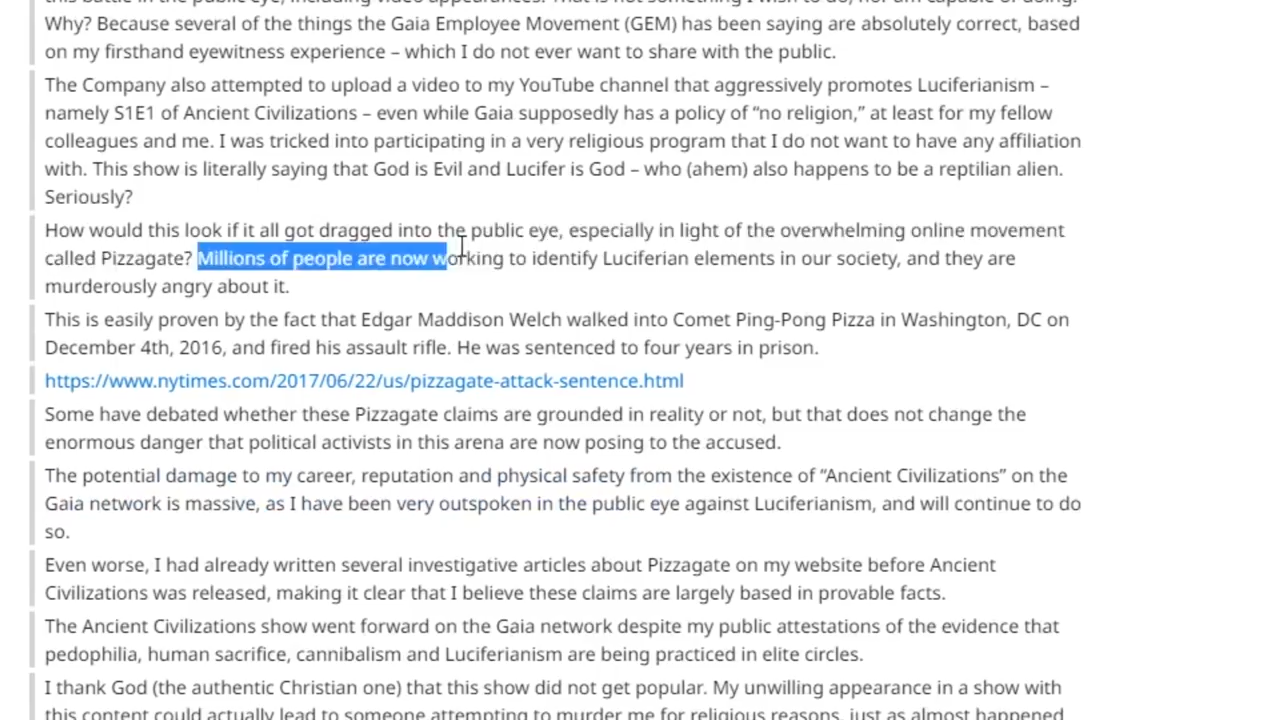 Why? Because several of the things the Gaia Employee Movement (GEM) has been saying are absolutely correct, based
on my firsthand eyewitness experience – which I do not ever want to share with the public.
The Company also attempted to upload a video to my YouTube channel that aggressively promotes Luciferianism –
namely S1E1 of Ancient Civilizations – even while Gaia supposedly has a policy of “no religion,” at least for my fellow
colleagues and me. I was tricked into participating in a very religious program that I do not want to have any affiliation
with. This show is literally saying that God is Evil and Lucifer is God – who (ahem) also happens to be a reptilian alien.
Seriously?
How would this look if it all got dragged into the public eye, especially in light of the overwhelming online movement
called Pizzagate? Millions of people are now working to identify Luciferian elements in our society, and they are
murderously angry about it.
This is easily proven by the fact that Edgar Maddison Welch walked into Comet Ping-Pong Pizza in Washington, DC on
December 4th, 2016, and fired his assault rifle. He was sentenced to four years in prison.
https://www.nytimes.com/2017/06/22/us/pizzagate-attack-sentence.html
Some have debated whether these Pizzagate claims are grounded in reality or not, but that does not change the
enormous danger that political activists in this arena are now posing to the accused.
The potential damage to my career, reputation and physical safety from the existence of “Ancient Civilizations” on the
Gaia network is massive, as I have been very outspoken in the public eye against Luciferianism, and will continue to do
so.
Even worse, I had already written several investigative articles about Pizzagate on my website before Ancient
Civilizations was released, making it clear that I believe these claims are largely based in provable facts.
The Ancient Civilizations show went forward on the Gaia network despite my public attestations of the evidence that
pedophilia, human sacrifice, cannibalism and Luciferianism are being practiced in elite circles.
I thank God (the authentic Christian one) that this show did not get popular. My unwilling appearance in a show with
this content could actually lead to someone attempting to murder me for religious reasons, just as almost happened